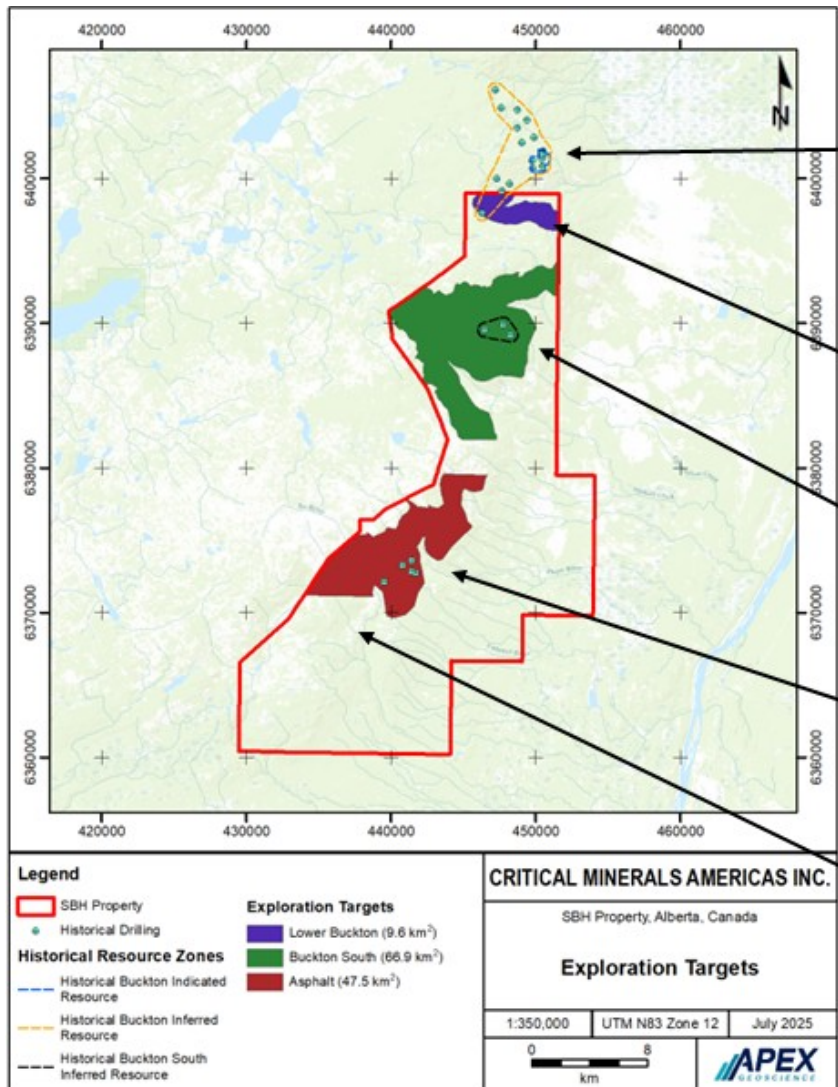 420000 430000 440000 450000 460000
N
6400000 6400000
6390000 6390000
6380000 6380000
6370000 6370000
6360000 6360000
420000 430000 440000 450000 460000
Legend
SBH Property
Historical Drilling
Historical Resource Zones
Historical Buckton Indicated
Resource
Historical Buckton Inferred
Resource
Historical Buckton South
Inferred Resource
Exploration Targets
Lower Buckton (9.6 km²)
Buckton South (66.9 km²)
Asphalt (47.5 km²)
CRITICAL MINERALS AMERICAS INC.
SBH Property, Alberta, Canada
Exploration Targets
1:350,000 UTM N83 Zone 12 July 2025
0 8
km
APEX
GEOSCIENCE